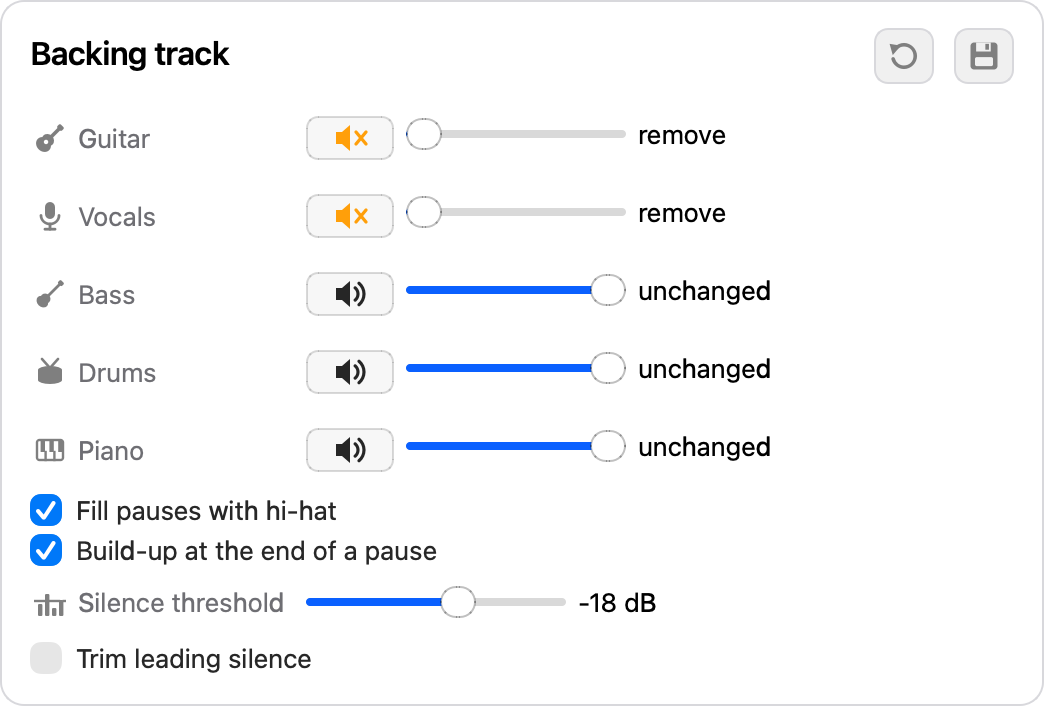 Backing track
Guitar remove
Vocals remove
Bass unchanged
Drums unchanged
Piano unchanged
Fill pauses with hi-hat
Build-up at the end of a pause
Silence threshold -18 dB
Trim leading silence